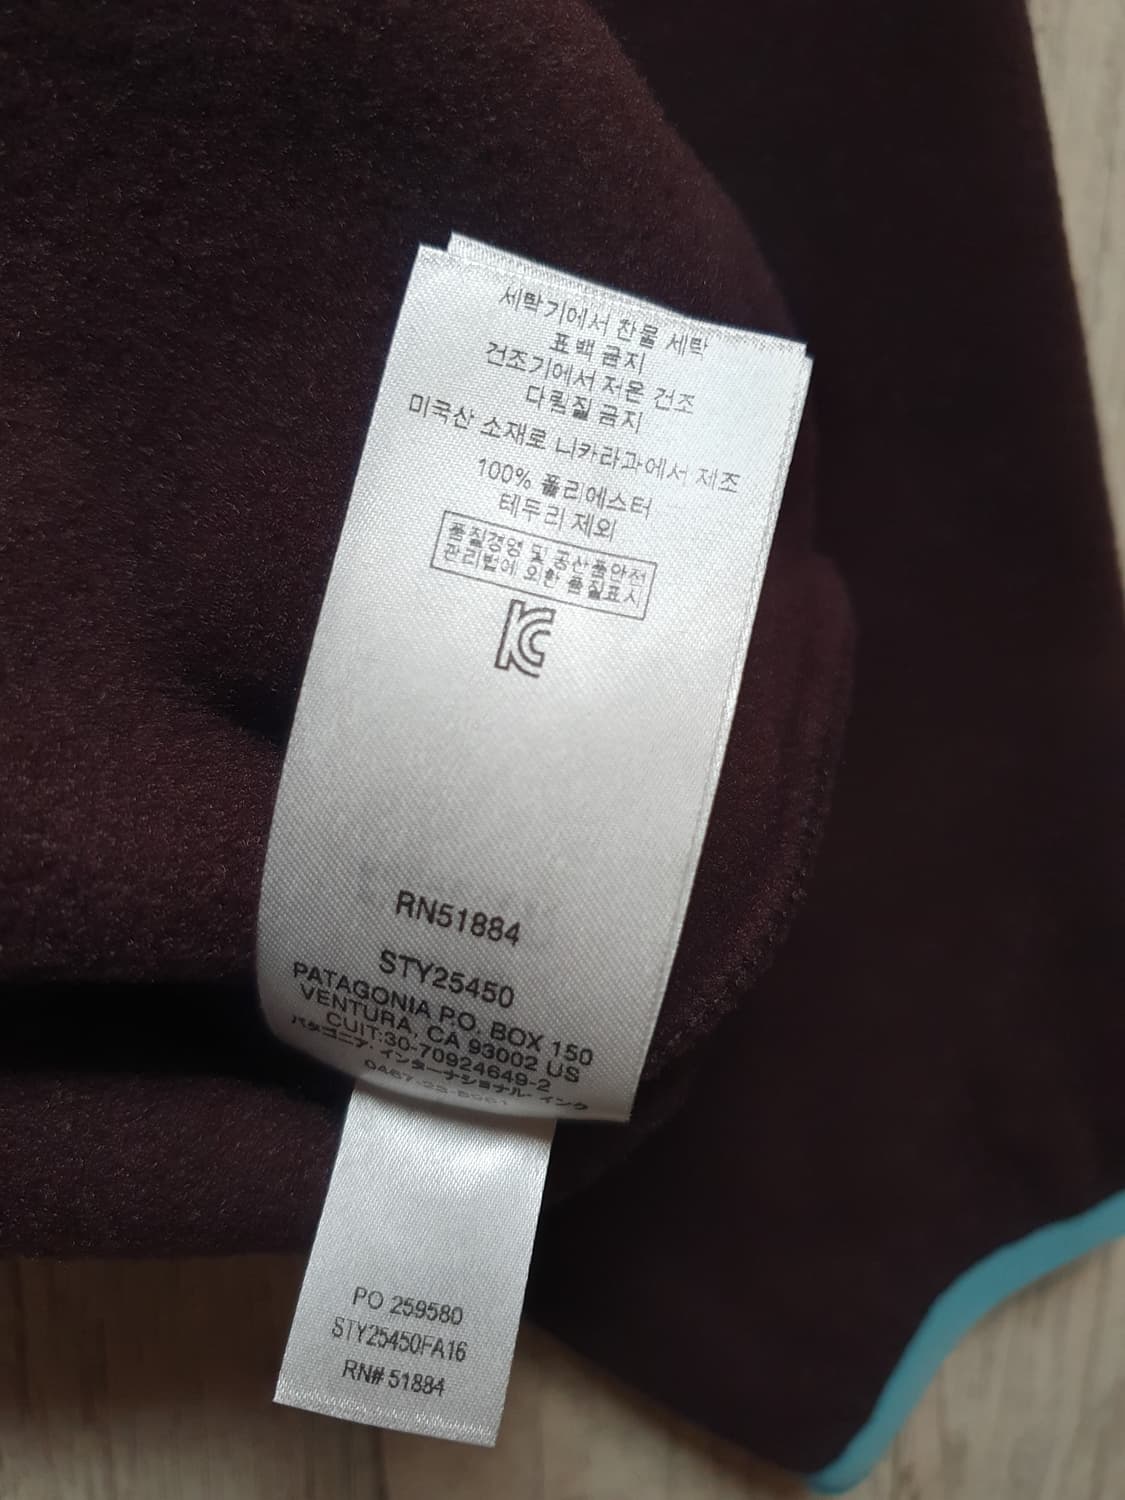 세탁기에서 찬물 세탁
표백 금지
건조기에서 저온 건조
다림질 금지
미국산 소재로 니카라과에서 제조
100% 폴리에스터
테두리 제외
품질경영 및 공산품안전
관리법에 의한 품질표시
KC
RN51884
STY25450
PATAGONIA P.O. BOX 150
VENTURA, CA 93002 US
CUIT:30-70924649-2
パタゴニア・インターナショナル・インク
PO 259580
STY25450FA16
RN# 51884